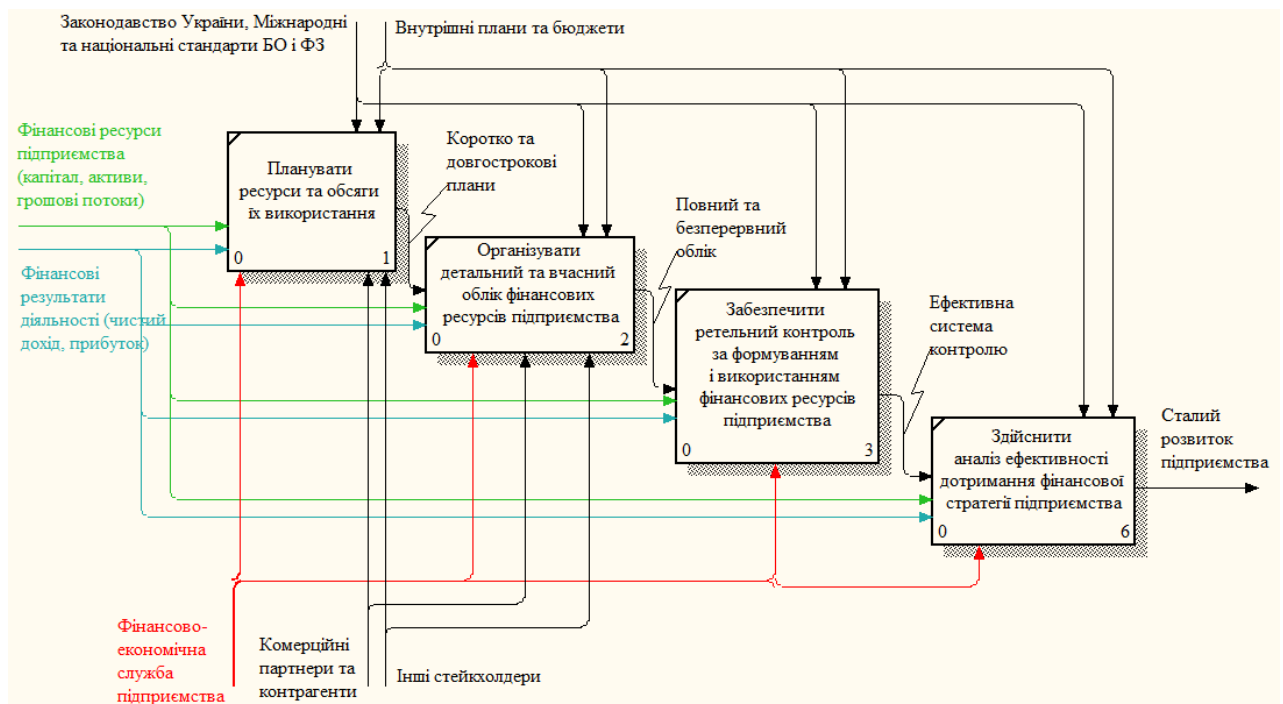 Законодавство України, Міжнародні
та національні стандарти БО і ФЗ
Внутрішні плани та бюджети
Фінансові ресурси
підприємства
(капітал, активи,
грошові потоки)
Планувати
ресурси та обсяги
їх використання
0
1
Коротко та
довгострокові
плани
Фінансові
результати
діяльності (чистий
дохід, прибуток)
Організувати
детальний та вчасний
облік фінансових
ресурсів підприємства
0
2
Повний та
безперервний
облік
Забезпечити
ретельний контроль
за формуванням
і використанням
фінансових ресурсів
підприємства
0
3
Ефективна
система
контролю
Здійснити
аналіз ефективності
дотримання фінансової
стратегії підприємства
0
6
Сталий
розвиток
підприємства
Фінансово-
економічна
служба
підприємства
Комерційні
партнери та
контрагенти
Інші стейкхолдери